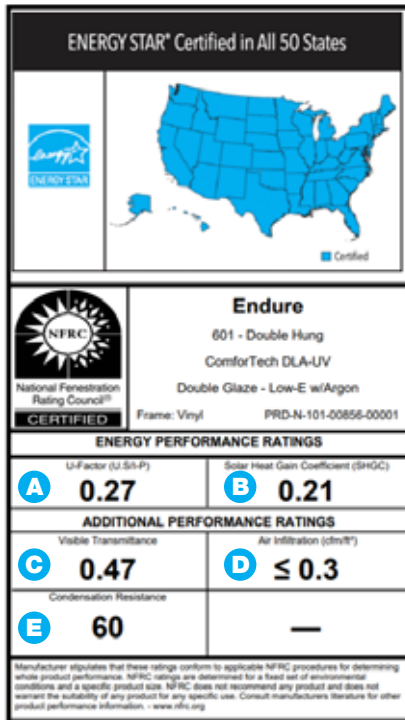 ENERGY STAR® Certified in All 50 States
energy
ENERGY STAR
Certified
NFRC
National Fenestration
Rating Council®
CERTIFIED
Endure
601 - Double Hung
ComforTech DLA-UV
Double Glaze - Low-E w/Argon
Frame: Vinyl PRD-N-101-00856-00001
ENERGY PERFORMANCE RATINGS
U-Factor (U.S/I-P) Solar Heat Gain Coefficient (SHGC)
A 0.27 B 0.21
ADDITIONAL PERFORMANCE RATINGS
Visible Transmittance Air Infiltration (cfm/ft²)
C 0.47 D ≤ 0.3
Condensation Resistance
E 60 —
Manufacturer stipulates that these ratings conform to applicable NFRC procedures for determining
whole product performance. NFRC ratings are determined for a fixed set of environmental
conditions and a specific product size. NFRC does not recommend any product and does not
warrant the suitability of any product for any specific use. Consult manufacturers literature for other
product performance information. - www.nfrc.org